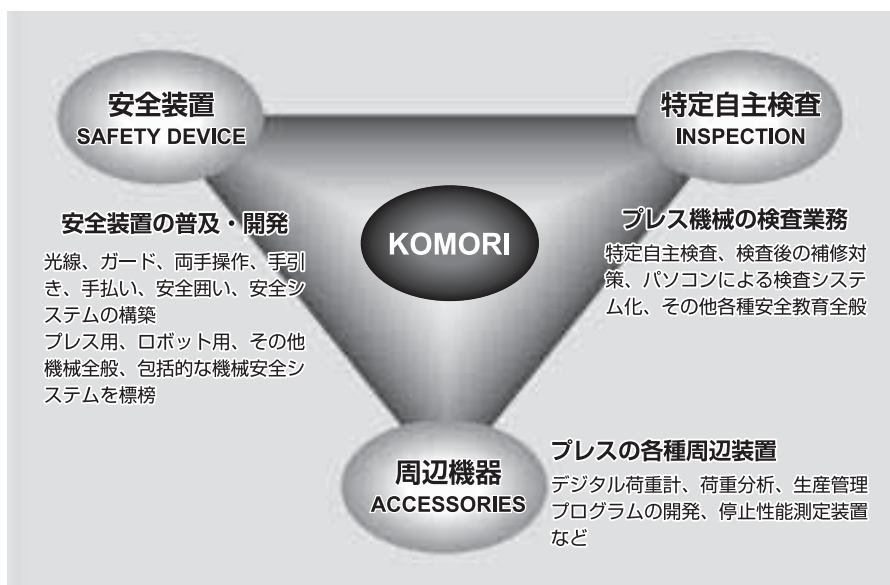 安全装置
SAFETY DEVICE
特定自主検査
INSPECTION
KOMORI
安全装置の普及・開発
光線、ガード、両手操作、手引
き、手払い、安全囲い、安全シ
ステムの構築
プレス用、ロボット用、その他
機械全般、包括的な機械安全シ
ステムを標榜
プレス機械の検査業務
特定自主検査、検査後の補修対
策、パソコンによる検査システ
ム化、その他各種安全教育全般
周辺機器
ACCESSORIES
プレスの各種周辺装置
デジタル荷重計、荷重分析、生産管理
プログラムの開発、停止性能測定装置
など